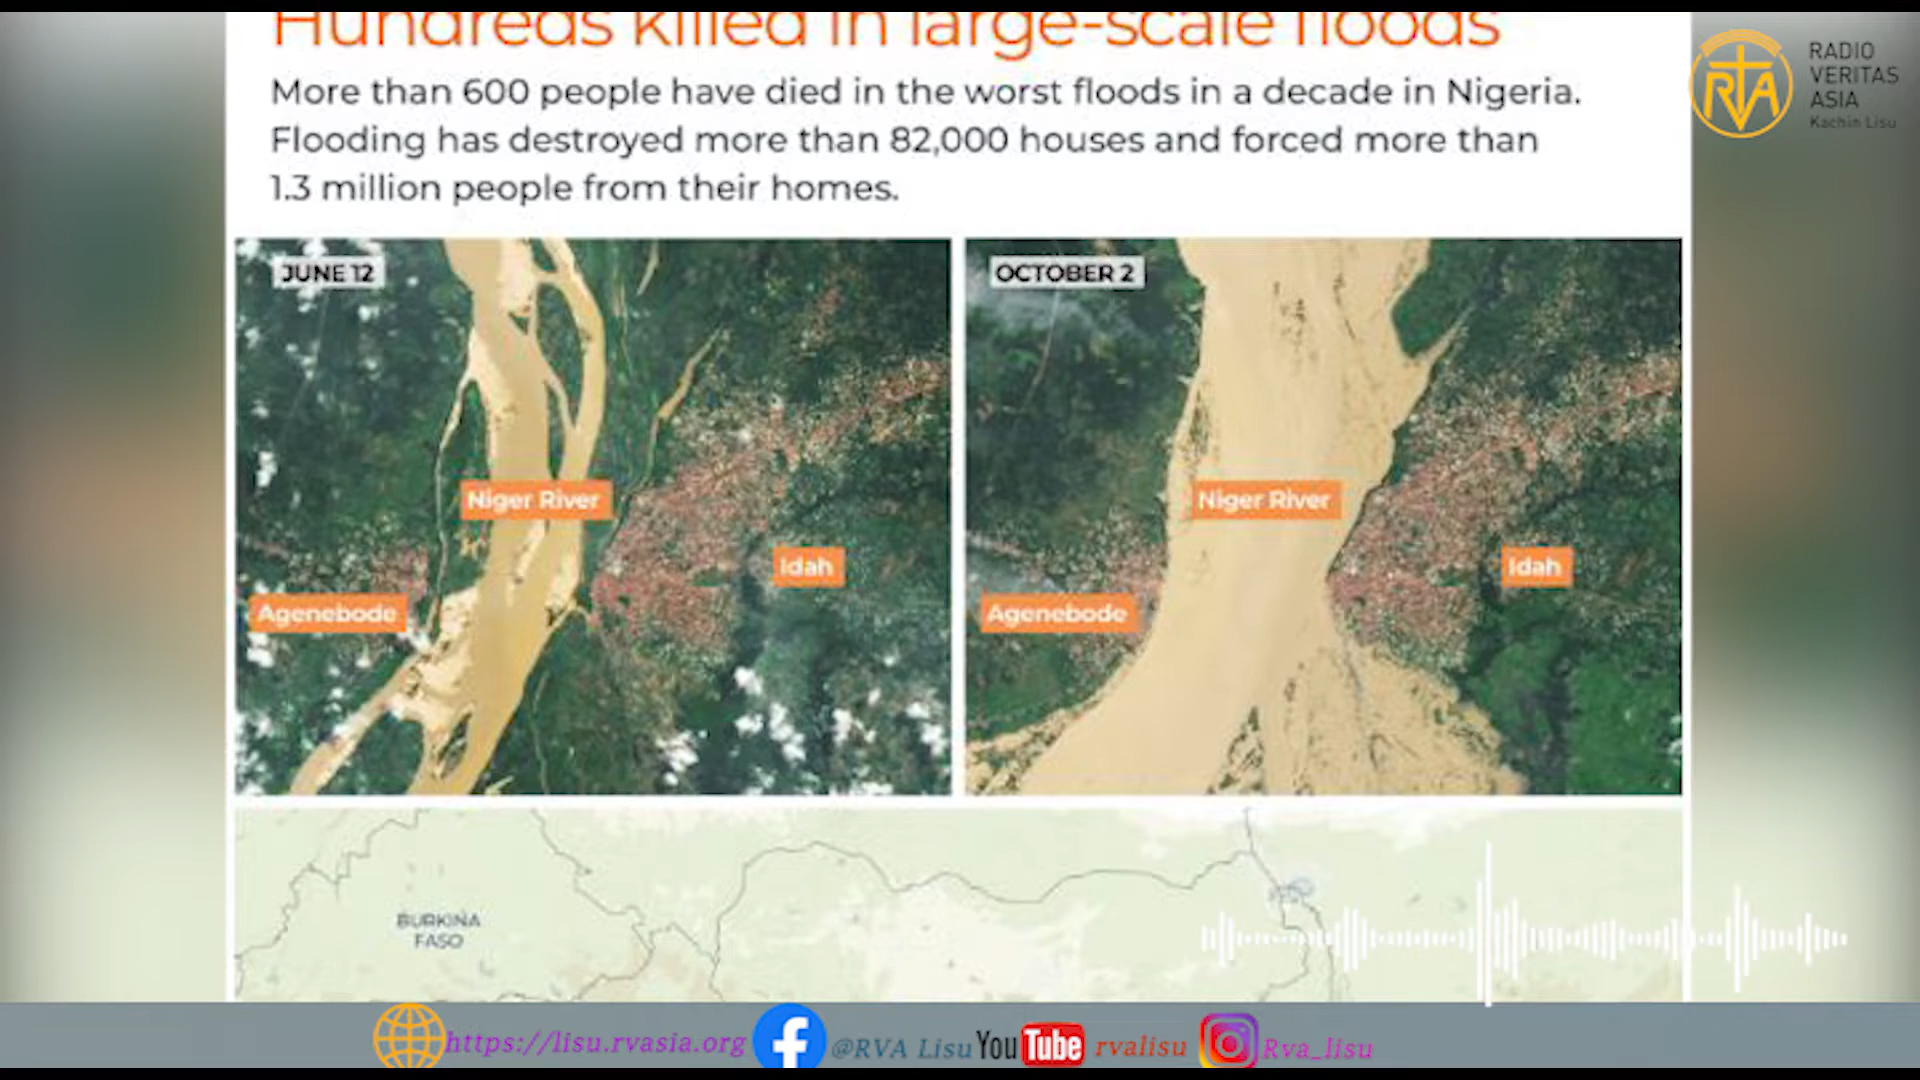 Hundreds killed in large-scale floods
More than 600 people have died in the worst floods in a decade in Nigeria.
Flooding has destroyed more than 82,000 houses and forced more than
1.3 million people from their homes.
RADIO
VERITAS
ASIA
Kachin Lisu
RVA
JUNE 12
OCTOBER 2
Niger River
Niger River
Idah
Idah
Agenebode
Agenebode
BURKINA
FASO
https://lisu.rvasia.org @RVA Lisu YouTube rvalisu Rva_lisu